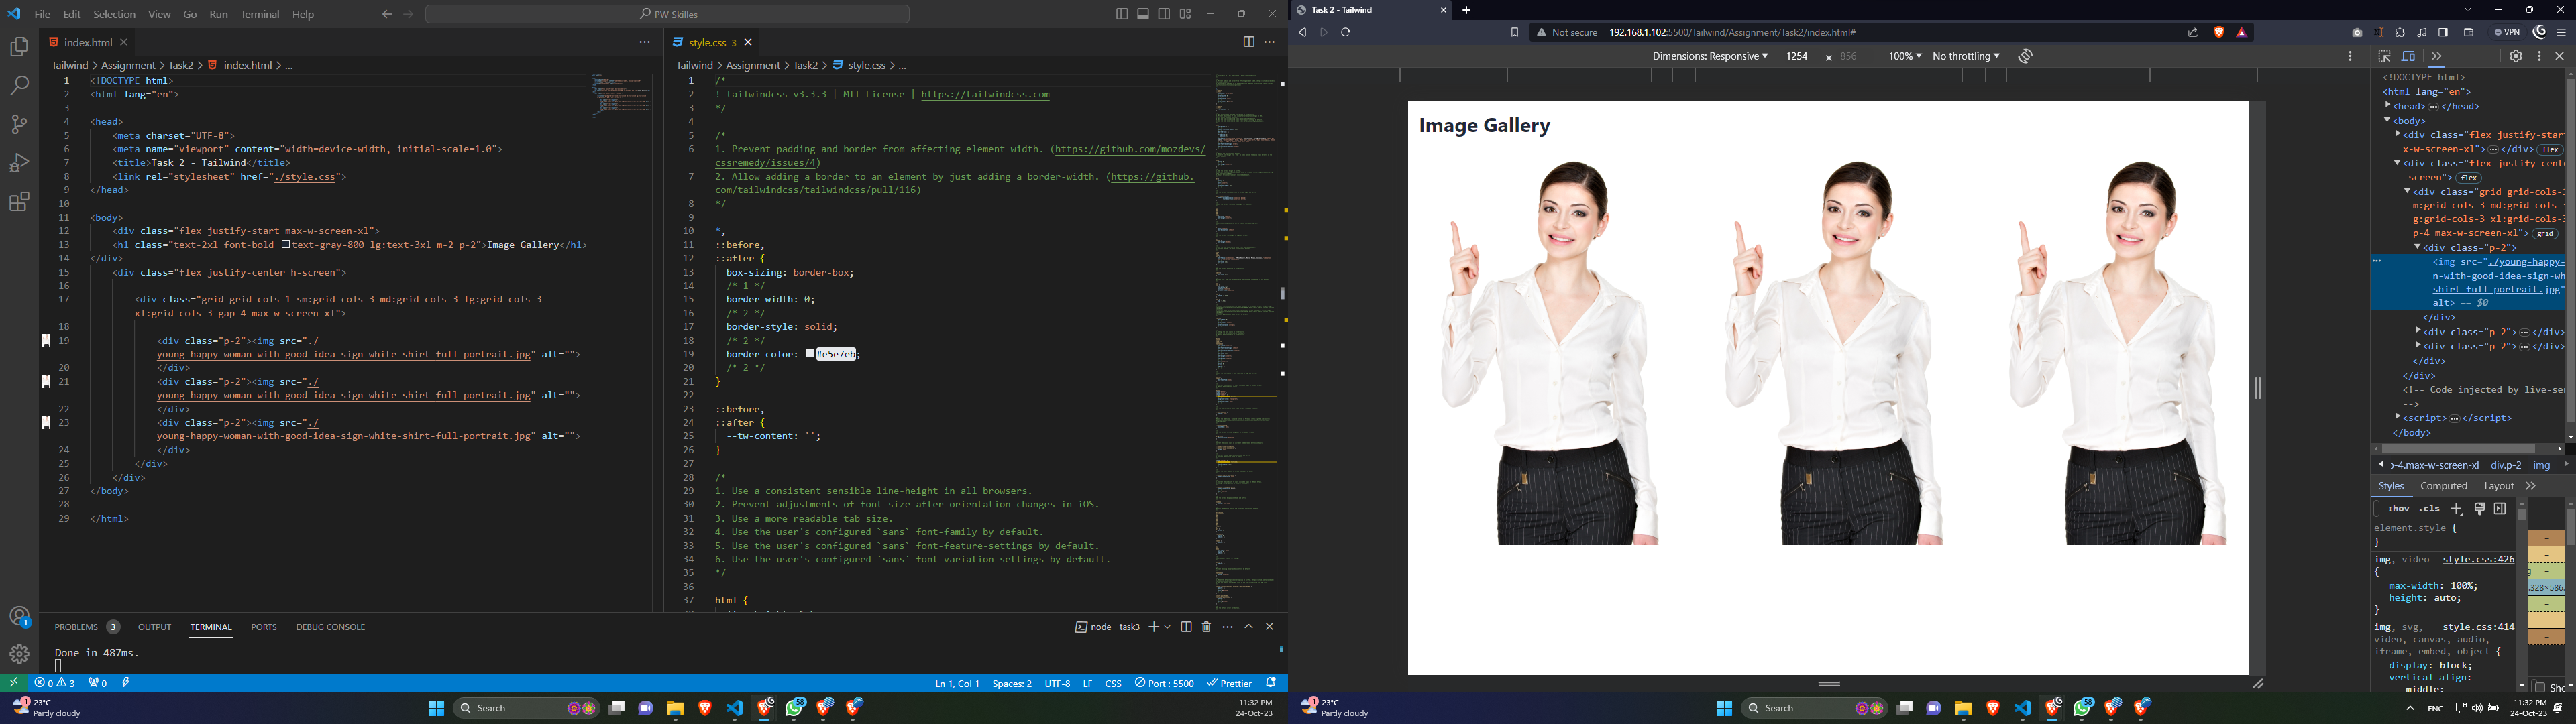 File Edit Selection View Go Run Terminal Help
PW Skilles
index.html
style.css 3
Tailwind > Assignment > Task2 > index.html > ...
1 <!DOCTYPE html>
2 <html lang="en">
3
4 <head>
5 <meta charset="UTF-8">
6 <meta name="viewport" content="width=device-width, initial-scale=1.0">
7 <title>Task 2 - Tailwind</title>
8 <link rel="stylesheet" href="./style.css">
9 </head>
10
11 <body>
12 <div class="flex justify-start max-w-screen-xl">
13 <h1 class="text-2xl font-bold text-gray-800 lg:text-3xl m-2 p-2">Image Gallery</h1>
14 </div>
15 <div class="flex justify-center h-screen">
16
17 <div class="grid grid-cols-1 sm:grid-cols-3 md:grid-cols-3 lg:grid-cols-3
xl:grid-cols-3 gap-4 max-w-screen-xl">
18
19 <div class="p-2"><img src="./
young-happy-woman-with-good-idea-sign-white-shirt-full-portrait.jpg" alt="">
20 </div>
21 <div class="p-2"><img src="./
young-happy-woman-with-good-idea-sign-white-shirt-full-portrait.jpg" alt="">
22 </div>
23 <div class="p-2"><img src="./
young-happy-woman-with-good-idea-sign-white-shirt-full-portrait.jpg" alt="">
24 </div>
25 </div>
26 </div>
27 </body>
28
29 </html>
Tailwind > Assignment > Task2 > style.css > ...
1 /*
2 ! tailwindcss v3.3.3 | MIT License | https://tailwindcss.com
3 */
4
5 /*
6 1. Prevent padding and border from affecting element width. (https://github.com/mozdevs/
cssremedy/issues/4)
7 2. Allow adding a border to an element by just adding a border-width. (https://github.
com/tailwindcss/tailwindcss/pull/116)
8 */
9
10 *,
11 ::before,
12 ::after {
13 box-sizing: border-box;
14 /* 1 */
15 border-width: 0;
16 /* 2 */
17 border-style: solid;
18 /* 2 */
19 border-color: #e5e7eb;
20 /* 2 */
21 }
22
23 ::before,
24 ::after {
25 --tw-content: '';
26 }
27
28 /*
29 1. Use a consistent sensible line-height in all browsers.
30 2. Prevent adjustments of font size after orientation changes in iOS.
31 3. Use a more readable tab size.
32 4. Use the user's configured `sans` font-family by default.
33 5. Use the user's configured `sans` font-feature-settings by default.
34 6. Use the user's configured `sans` font-variation-settings by default.
35 */
36
37 html {
PROBLEMS 3 OUTPUT TERMINAL PORTS DEBUG CONSOLE
node - task3
Done in 487ms.
0 3 0
Ln 1, Col 1 Spaces: 2 UTF-8 LF CSS Port : 5500 Prettier
23°C
Partly cloudy
Search
11:32 PM
24-Oct-23
Task 2 - Tailwind
Not secure 192.168.1.102:5500/Tailwind/Assignment/Task2/index.html#
VPN
Dimensions: Responsive 1254 × 856 100% No throttling
Image Gallery
<!DOCTYPE html>
<html lang="en">
<head>
</head>
<body>
<div class="flex justify-start
x-w-screen-xl"> </div> flex
<div class="flex justify-cente
-screen"> flex
<div class="grid grid-cols-1
m:grid-cols-3 md:grid-cols-3
g:grid-cols-3 xl:grid-cols-3
p-4 max-w-screen-xl"> grid
<div class="p-2">
<img src="./young-happy-
n-with-good-idea-sign-wh
shirt-full-portrait.jpg"
alt> == $0
</div>
<div class="p-2"> </div>
<div class="p-2"> </div>
</div>
</div>
<!-- Code injected by live-se
-->
<script> </script>
</body>
›-4.max-w-screen-xl div.p-2 img
Styles Computed Layout
:hov .cls
element.style {
}
img, video style.css:426
{
max-width: 100%;
height: auto;
}
img, svg, style.css:414
video, canvas, audio,
iframe, embed, object {
display: block;
vertical-align:
middle;
328×586.
Sho
23°C
Partly cloudy
Search
ENG
11:32 PM
24-Oct-23